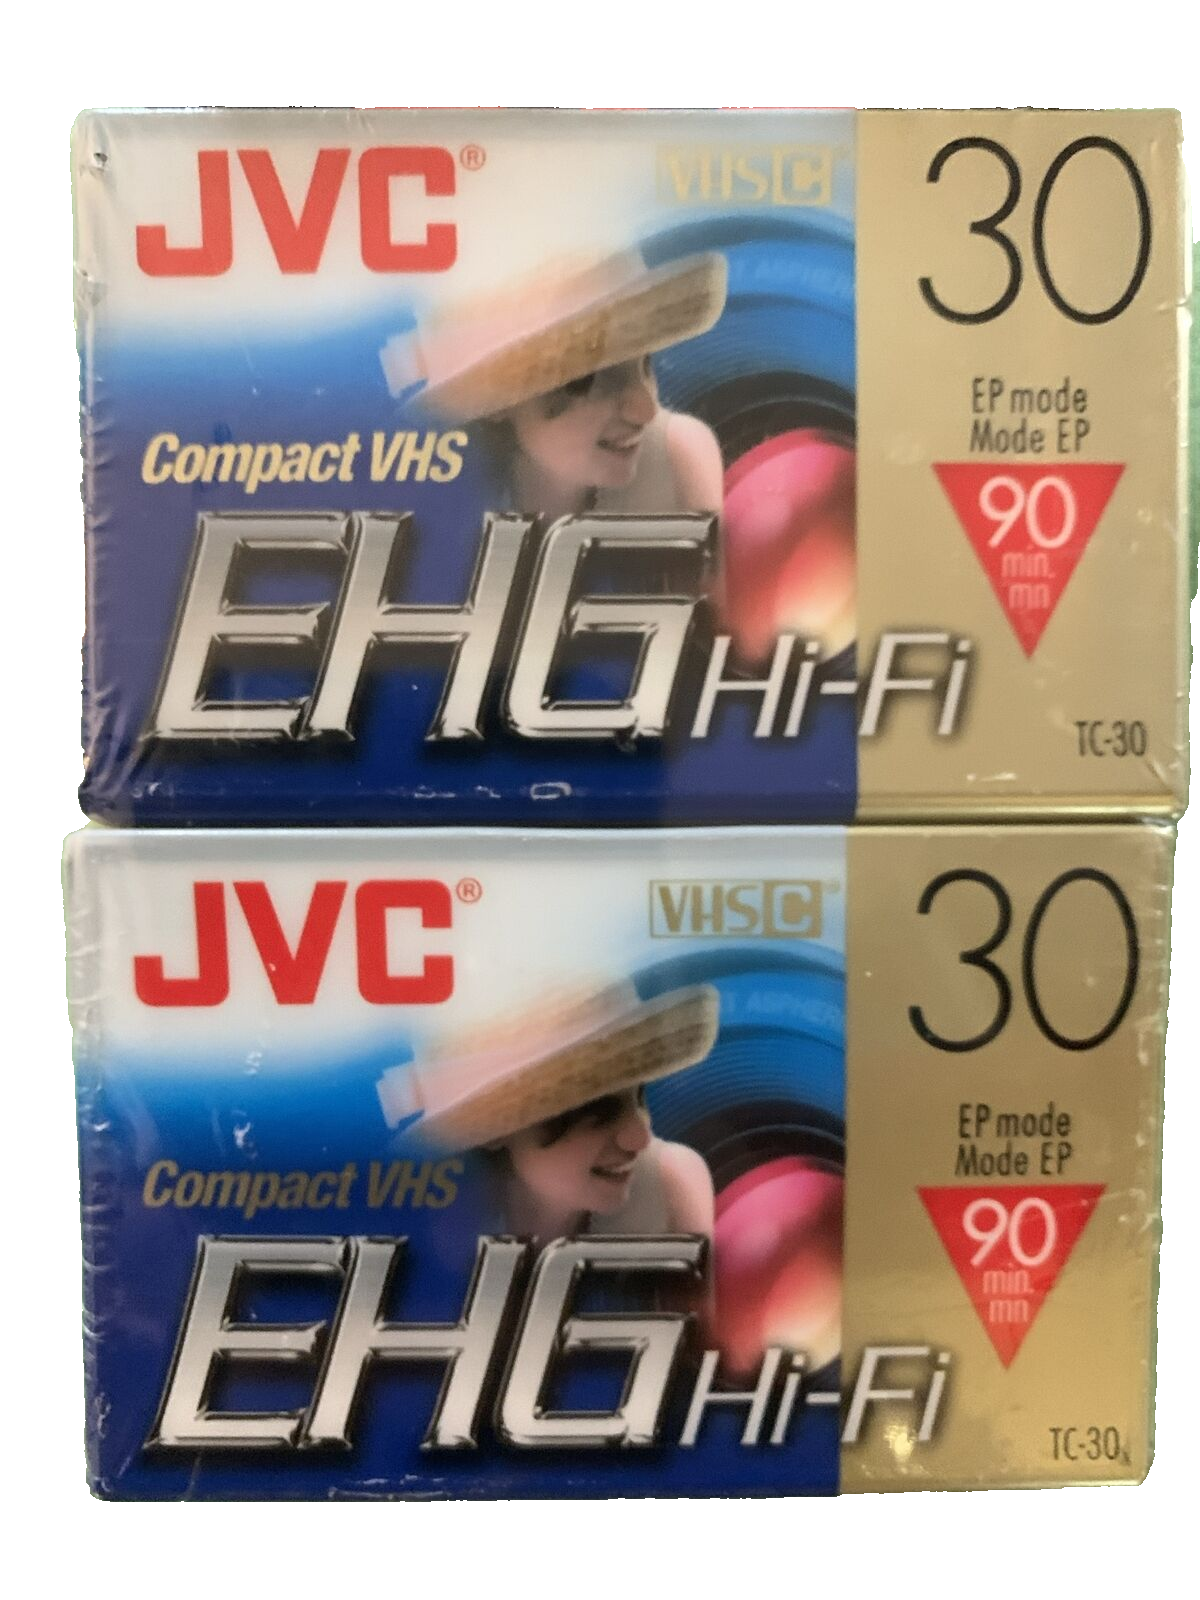 JVC®
VHS C
30
EP mode
Mode EP
90
min.
mn
Compact VHS
EHG Hi-Fi
TC-30
JVC®
VHS C®
30
EP mode
Mode EP
90
min.
mn
Compact VHS
EHG Hi-Fi
TC-30